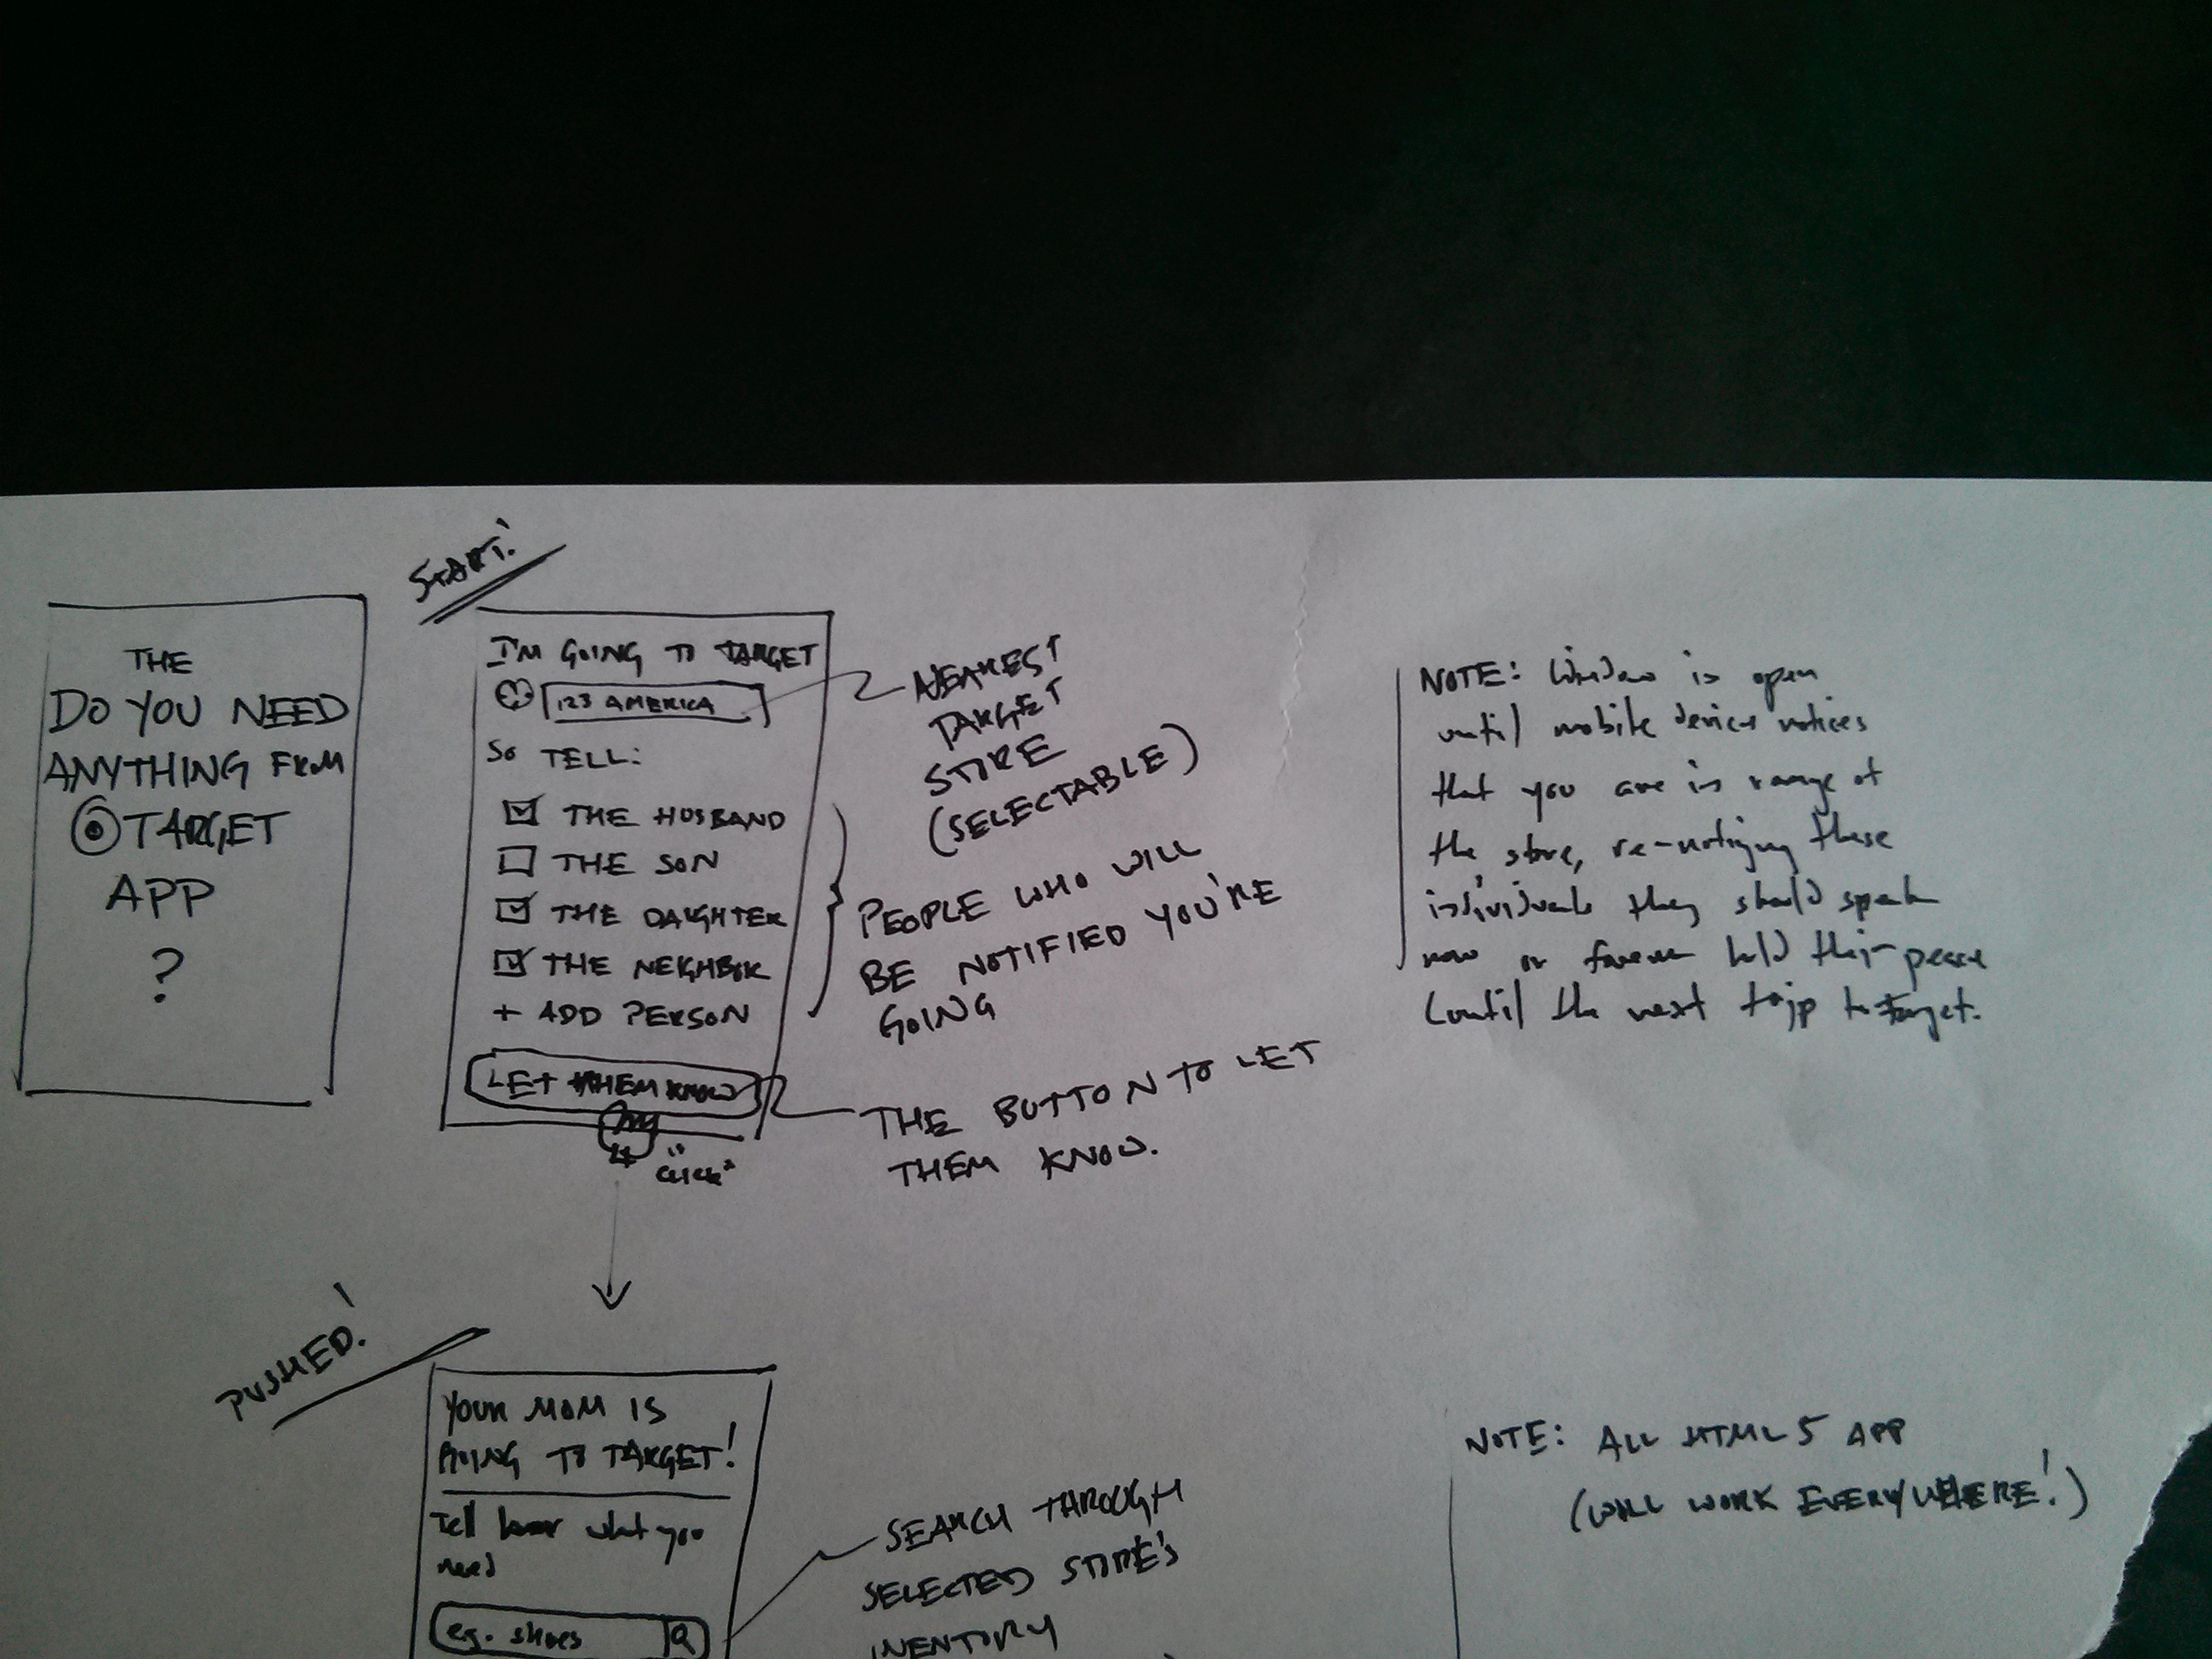 THE
DO YOU NEED
ANYTHING FROM
TARGET
APP
?
START!
I'M GOING TO TARGET
123 AMERICA
SO TELL:
THE HUSBAND
THE SON
THE DAUGHTER
THE NEIGHBOR
+ ADD PERSON
LET THEM KNOW
"CLICK"
NEAREST
TARGET
STORE
(SELECTABLE)
PEOPLE WHO WILL
BE NOTIFIED YOU'RE
GOING
THE BUTTON TO LET
THEM KNOW.
NOTE: Window is open
until mobile device notices
that you are in range of
the store, re-notifying these
individuals they should speak
now or forever hold their peace
(until the next trip to Target.
PUSHED!
YOUR MOM IS
GOING TO TARGET!
Tell her what you
need
eg. shoes
SEARCH THROUGH
SELECTED STORE'S
INENTORY
NOTE: ALL HTML5 APP
(WILL WORK EVERYWHERE!)